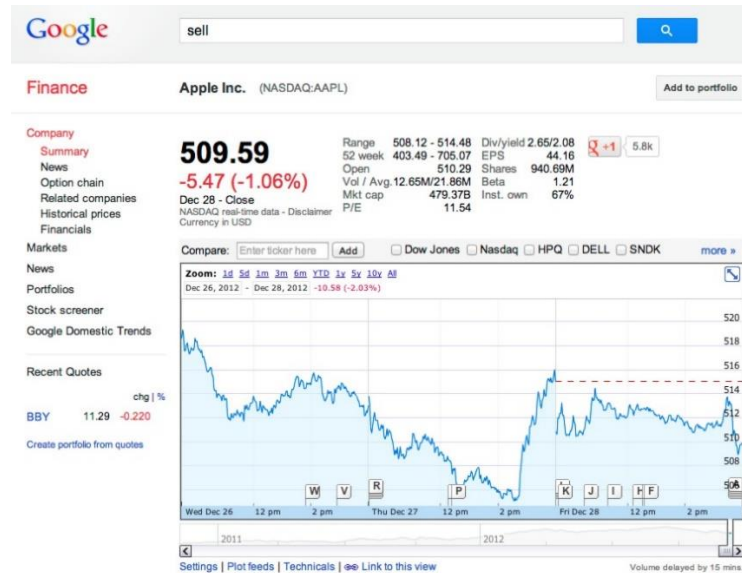 Google
sell
Finance
Apple Inc. (NASDAQ:AAPL)
Add to portfolio
Company
Summary
News
Option chain
Related companies
Historical prices
Financials
Markets
News
Portfolios
Stock screener
Google Domestic Trends
Recent Quotes
chg | %
BBY 11.29 -0.220
Create portfolio from quotes
509.59
-5.47 (-1.06%)
Dec 28 - Close
NASDAQ real-time data - Disclaimer
Currency in USD
Range 508.12 - 514.48 Div/yield 2.65/2.08
52 week 403.49 - 705.07 EPS 44.16
Open 510.29 Shares 940.69M
Vol / Avg. 12.65M/21.86M Beta 1.21
Mkt cap 479.37B Inst. own 67%
P/E 11.54
g +1 5.8k
Compare: Enter ticker here Add Dow Jones Nasdaq HPQ DELL SNDK more »
Zoom: 1d 5d 1m 3m 6m YTD 1y 5y 10y All
Dec 26, 2012 - Dec 28, 2012 -10.58 (-2.03%)
520
518
516
514
512
510
508
W V R P K J I H F A
Wed Dec 26 12 pm 2 pm Thu Dec 27 12 pm 2 pm Fri Dec 28 12 pm 2 pm
2011 2012
Settings | Plot feeds | Technicals | Link to this view
Volume delayed by 15 mins